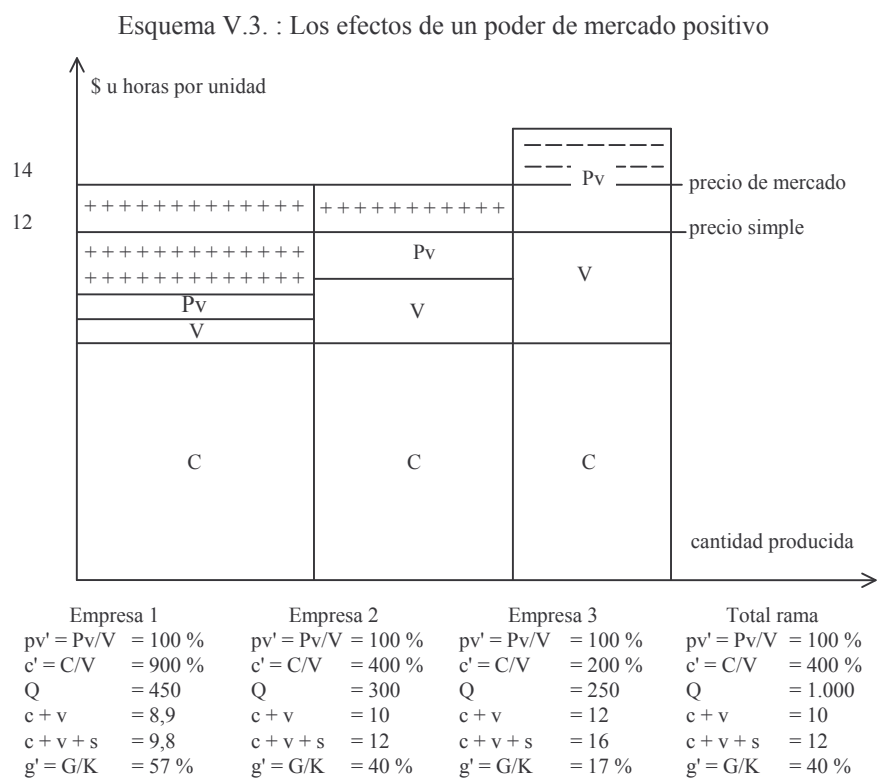 Esquema V.3. : Los efectos de un poder de mercado positivo
$ u horas por unidad
14
Pv
precio de mercado
+ + + + + + + + + + + + + +
+ + + + + + + + + + +
12
precio simple
+ + + + + + + + + + + + + +
+ + + + + + + + + + + + + +
Pv
V
Pv
V
V
C
C
C
cantidad producida
Empresa 1
pv' = Pv/V = 100 %
c' = C/V = 900 %
Q = 450
c + v = 8,9
c + v + s = 9,8
g' = G/K = 57 %
Empresa 2
pv' = Pv/V = 100 %
c' = C/V = 400 %
Q = 300
c + v = 10
c + v + s = 12
g' = G/K = 40 %
Empresa 3
pv' = Pv/V = 100 %
c' = C/V = 200 %
Q = 250
c + v = 12
c + v + s = 16
g' = G/K = 17 %
Total rama
pv' = Pv/V = 100 %
c' = C/V = 400 %
Q = 1.000
c + v = 10
c + v + s = 12
g' = G/K = 40 %